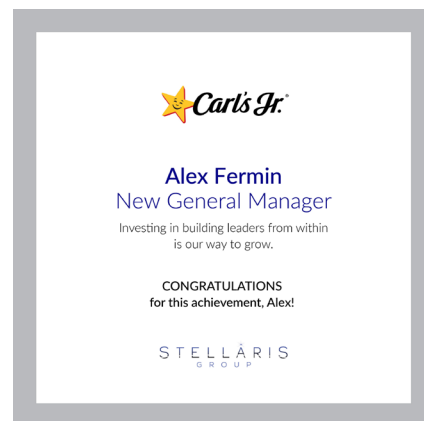 Carl's Jr.®
Alex Fermin
New General Manager
Investing in building leaders from within
is our way to grow.
CONGRATULATIONS
for this achievement, Alex!
STELLĀRIS
GROUP